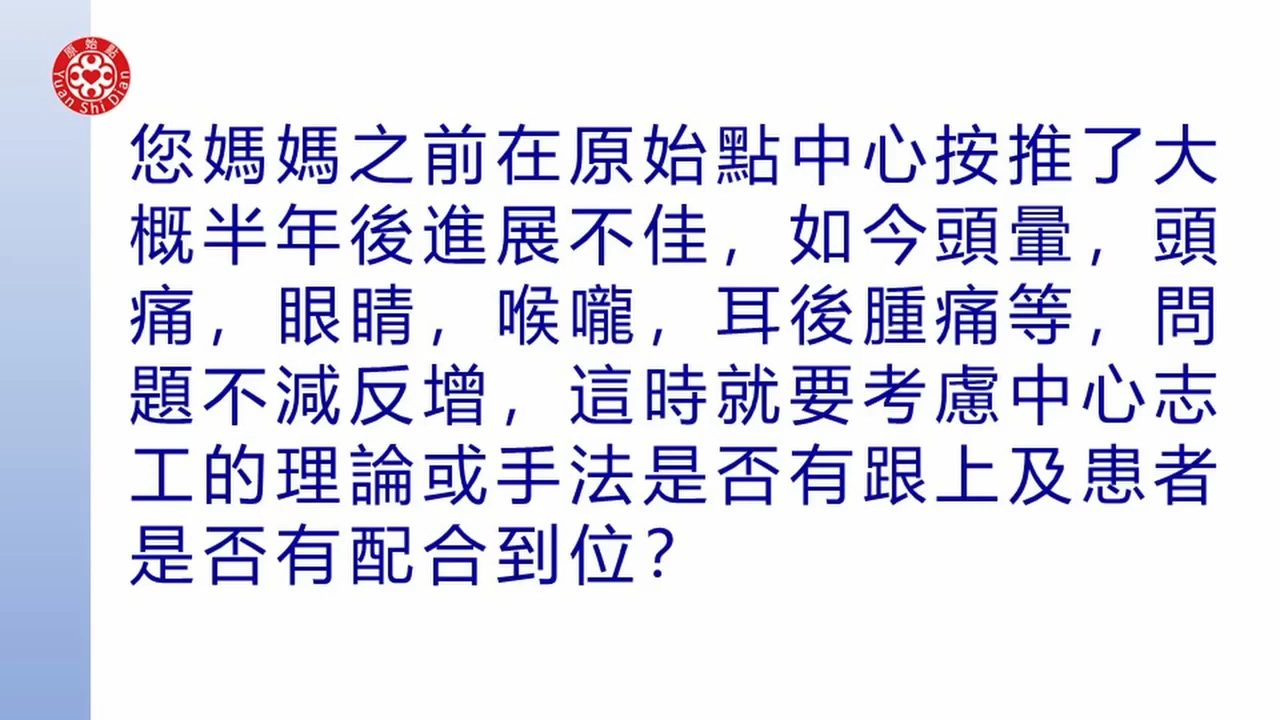 原始點
Yuan Shi Dian
您媽媽之前在原始點中心按推了大
概半年後進展不佳，如今頭暈，頭
痛，眼睛，喉嚨，耳後腫痛等，問
題不減反增，這時就要考慮中心志
工的理論或手法是否有跟上及患者
是否有配合到位？